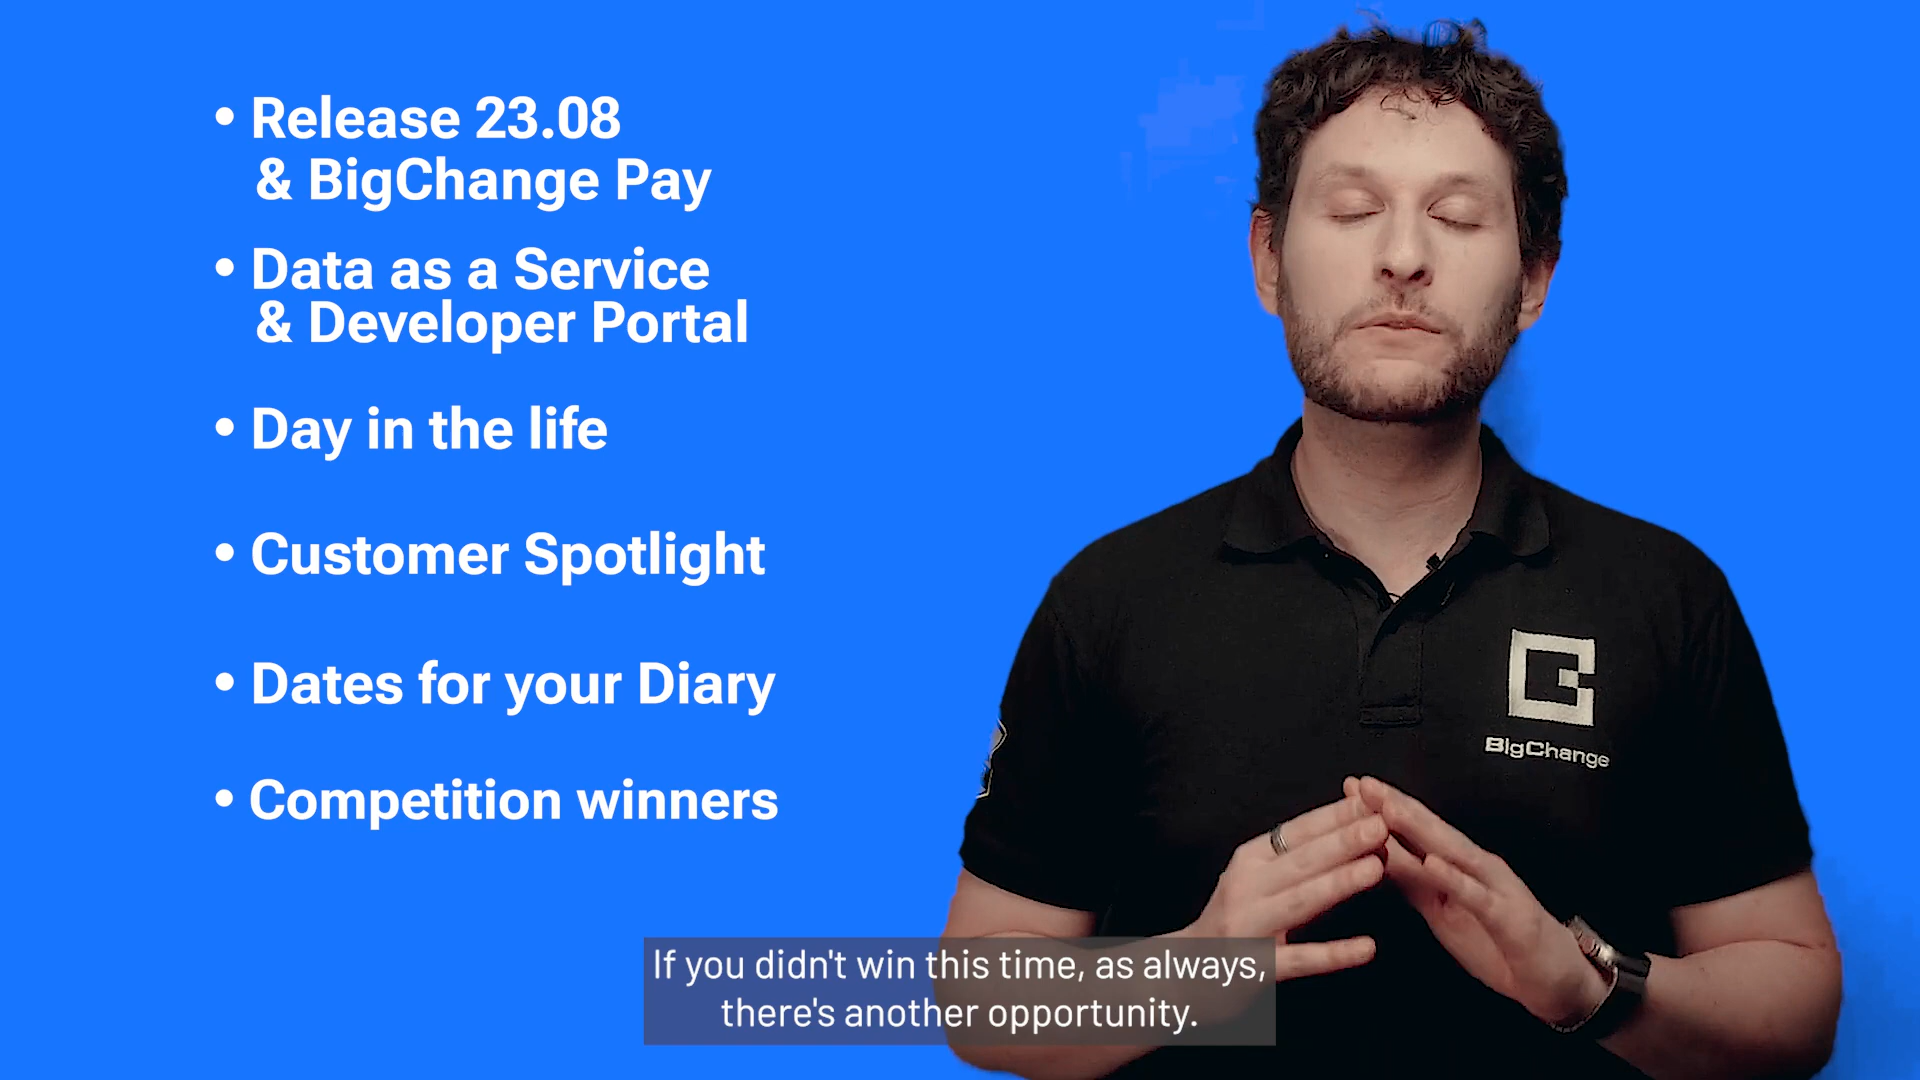 • Release 23.08
& BigChange Pay
• Data as a Service
& Developer Portal
• Day in the life
• Customer Spotlight
• Dates for your Diary
• Competition winners
BigChange
If you didn't win this time, as always,
there's another opportunity.